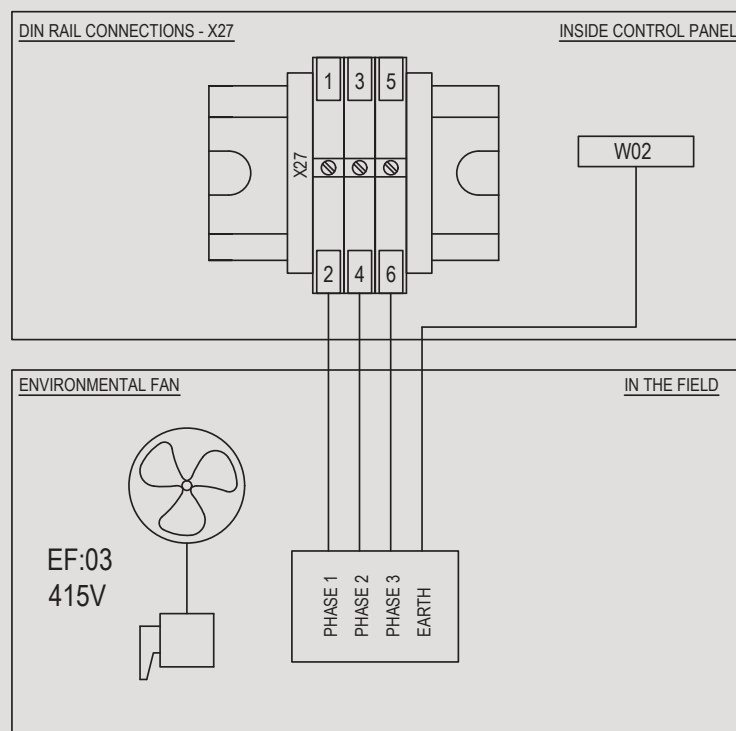 DIN RAIL CONNECTIONS - X27
INSIDE CONTROL PANEL
1 3 5
X27
W02
2 4 6
ENVIRONMENTAL FAN
IN THE FIELD
EF:03
415V
PHASE 1
PHASE 2
PHASE 3
EARTH